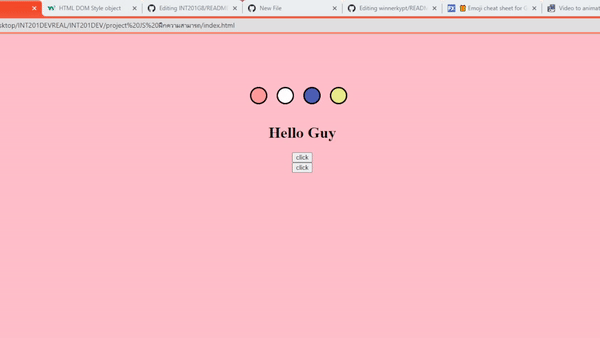 HTML DOM Style object
Editing INT201GB/READM
New File
Editing winnerkypt/READM
Emoji cheat sheet for G
Video to animat
sktop/INT201DEVREAL/INT201DEV/project%20JS%20ฝึกความสามารถ/index.html
Hello Guy
click
click